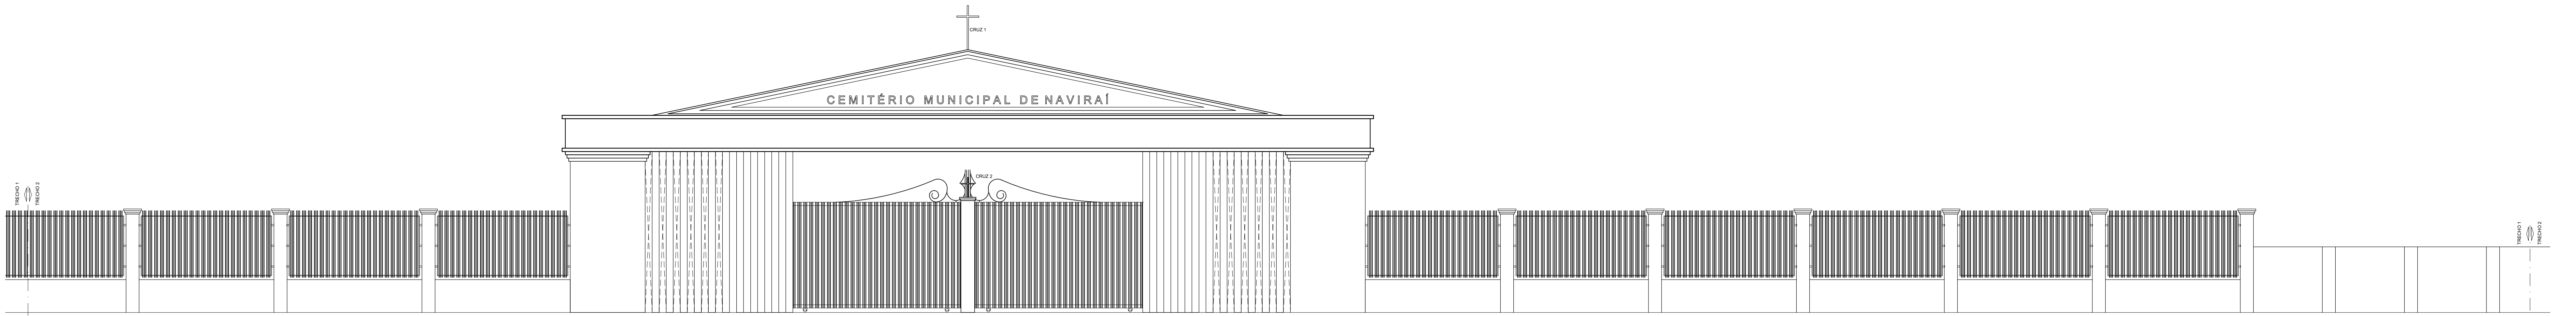 CRUZ 1
CEMITÉRIO MUNICIPAL DE NAVIRAÍ
CRUZ 2
TRECHO 1
TRECHO 2
TRECHO 1
TRECHO 2